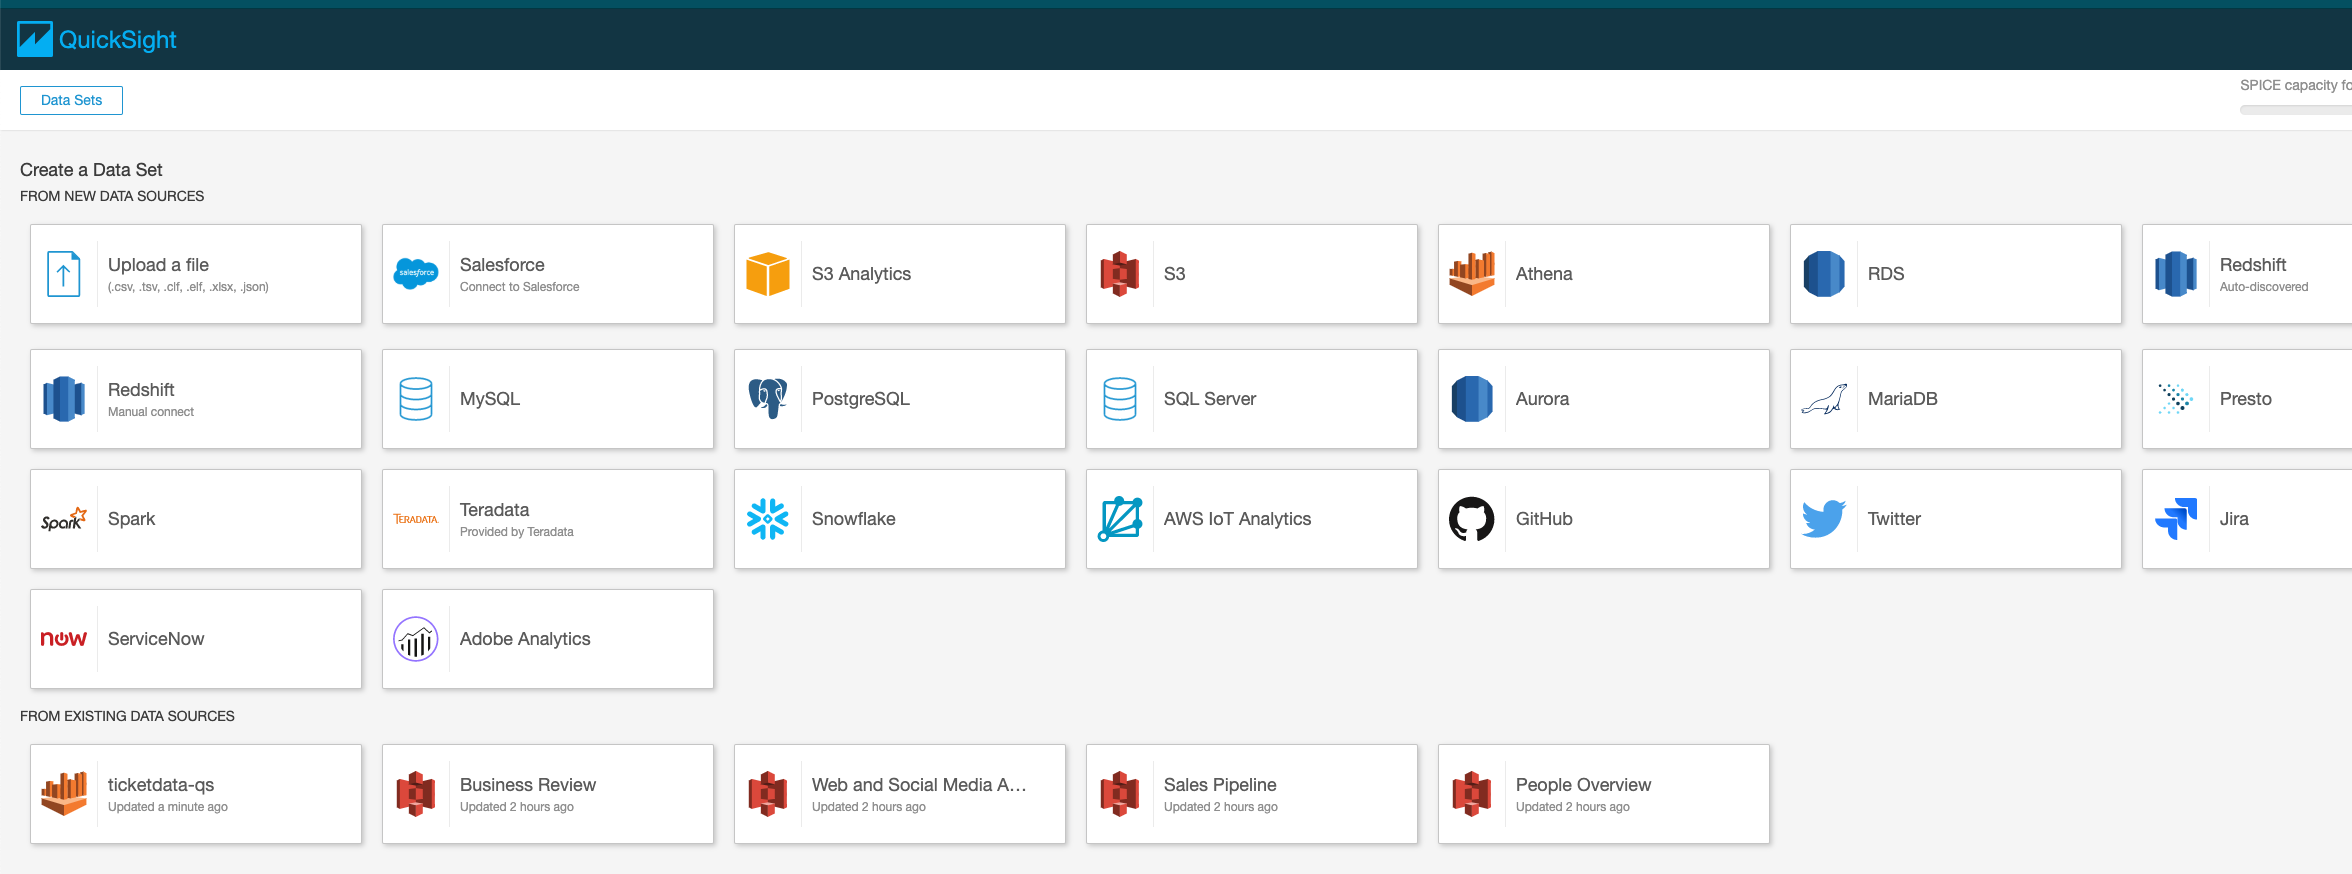 QuickSight
Data Sets
SPICE capacity fo
Create a Data Set
FROM NEW DATA SOURCES
Upload a file
(.csv, .tsv, .clf, .elf, .xlsx, .json)
salesforce
Salesforce
Connect to Salesforce
S3 Analytics
S3
Athena
RDS
Redshift
Auto-discovered
Redshift
Manual connect
MySQL
PostgreSQL
SQL Server
Aurora
MariaDB
Presto
Spark
Spark
TERADATA.
Teradata
Provided by Teradata
Snowflake
AWS IoT Analytics
GitHub
Twitter
Jira
now
ServiceNow
Adobe Analytics
FROM EXISTING DATA SOURCES
ticketdata-qs
Updated a minute ago
Business Review
Updated 2 hours ago
Web and Social Media A...
Updated 2 hours ago
Sales Pipeline
Updated 2 hours ago
People Overview
Updated 2 hours ago